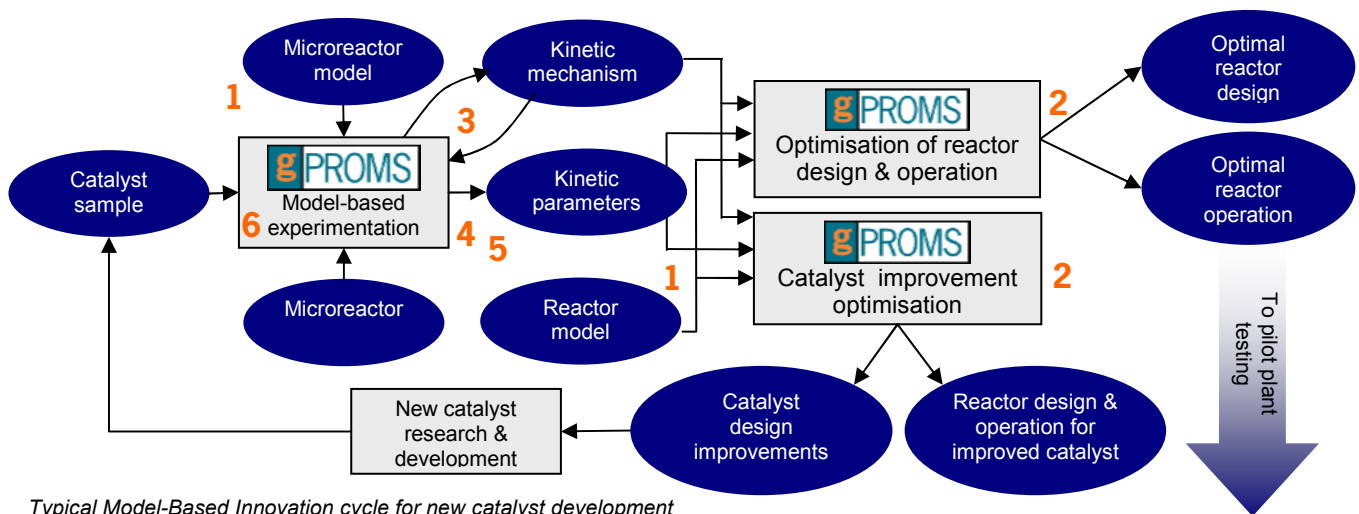 Microreactor
model
Kinetic
mechanism
Optimal
reactor
design
1
3
gPROMS
Optimisation of reactor
design & operation
2
Catalyst
sample
gPROMS
Model-based
experimentation
6
4
5
Kinetic
parameters
Optimal
reactor
operation
gPROMS
Catalyst improvement
optimisation
1
2
Microreactor
Reactor
model
To pilot plant
testing
New catalyst
research &
development
Catalyst
design
improvements
Reactor design &
operation for
improved catalyst
Typical Model-Based Innovation cycle for new catalyst development